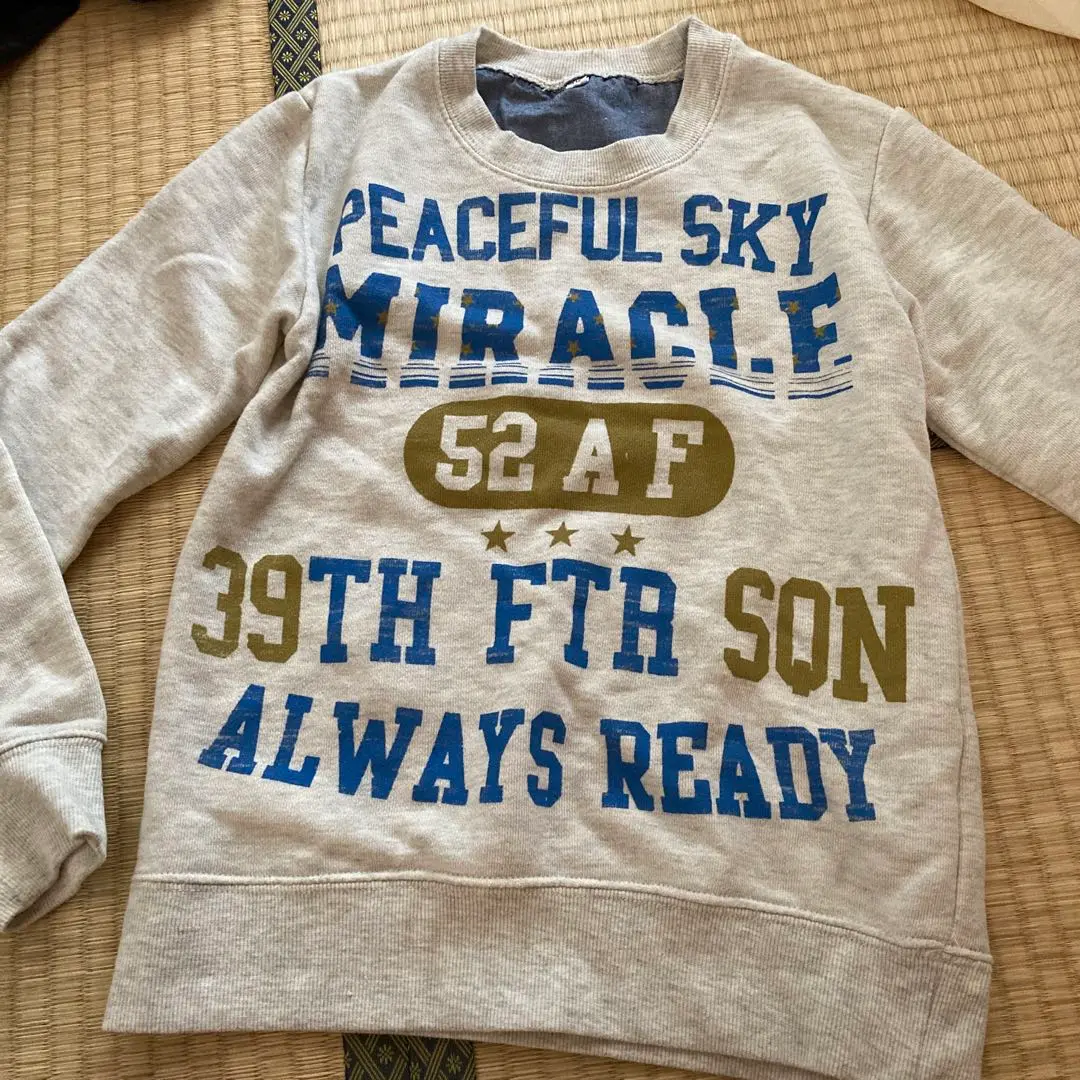 PEACEFUL SKY
MIRACLE
52 A F
39TH FTR SQN
ALWAYS READY